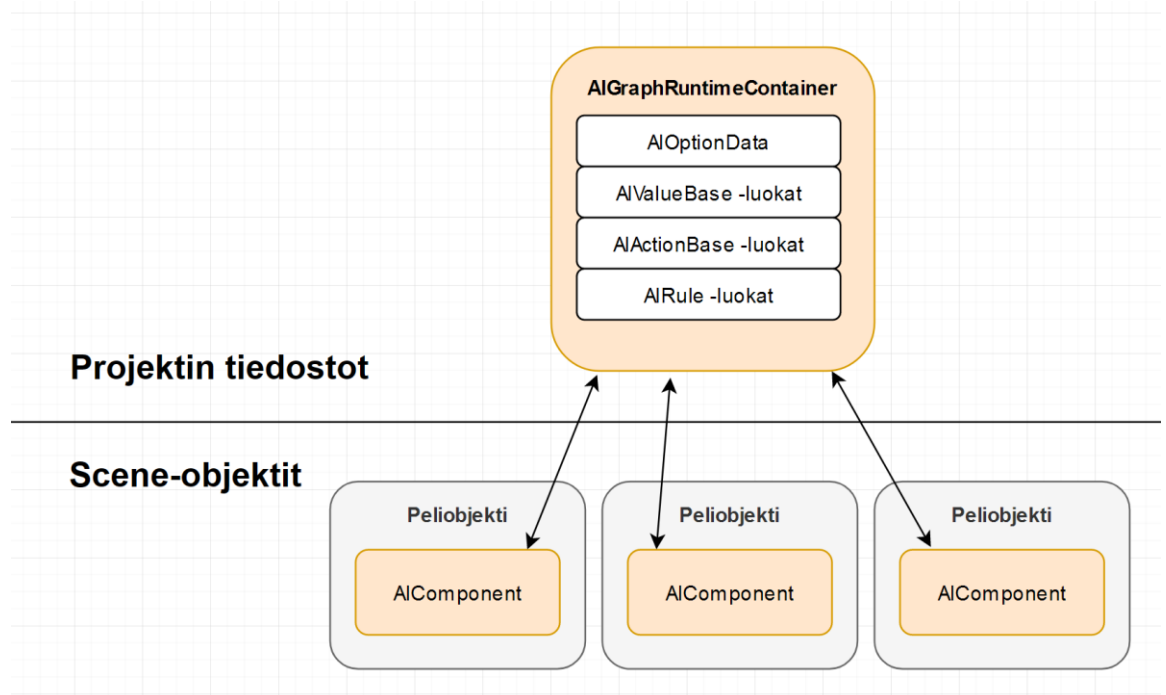 AIGraphRuntimeContainer
AIOptionData
AIValueBase -luokat
AIActionBase -luokat
AIRule -luokat
Projektin tiedostot
Scene-objektit
Peliobjekti
Peliobjekti
Peliobjekti
AIComponent
AIComponent
AIComponent